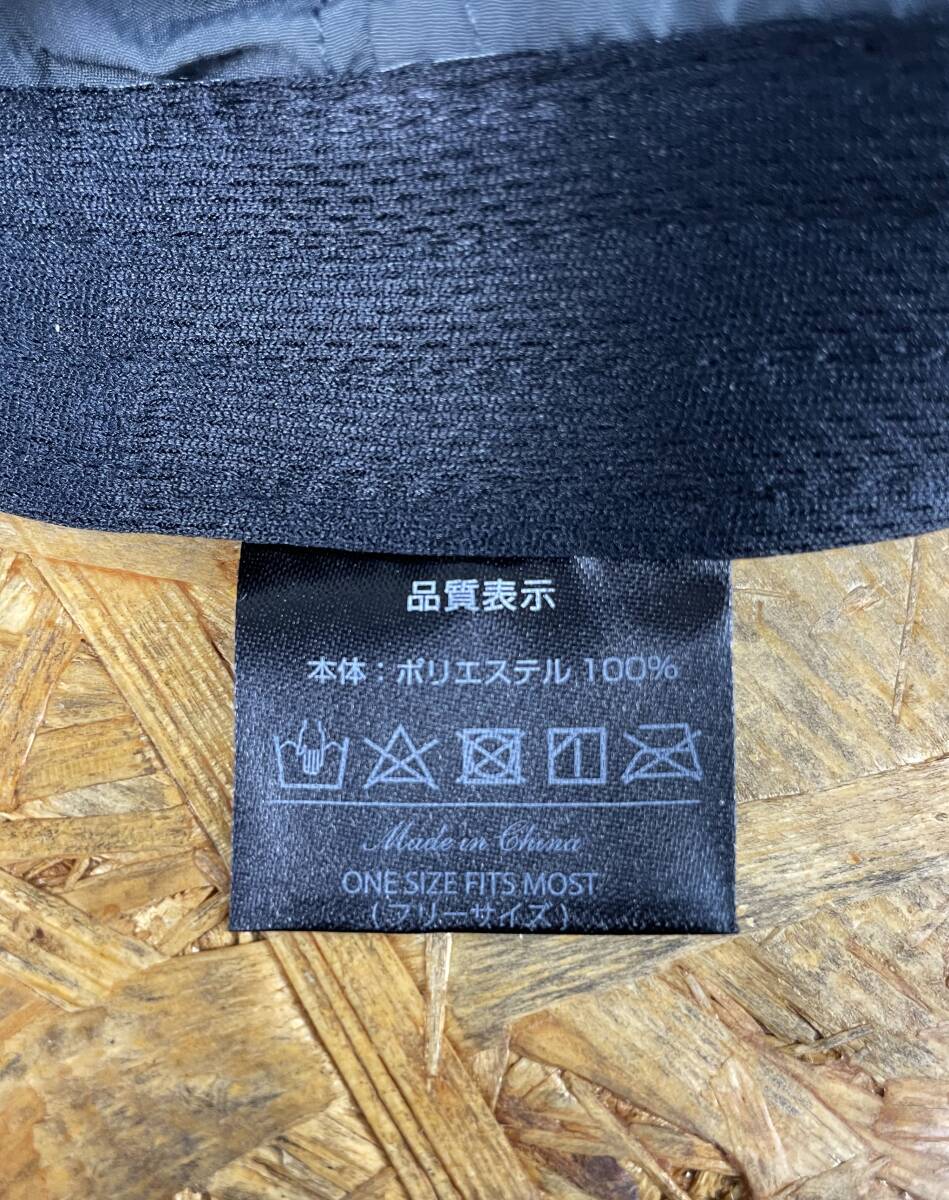 品質表示
本体：ポリエステル 100%
Made in China
ONE SIZE FITS MOST
(フリーサイズ)